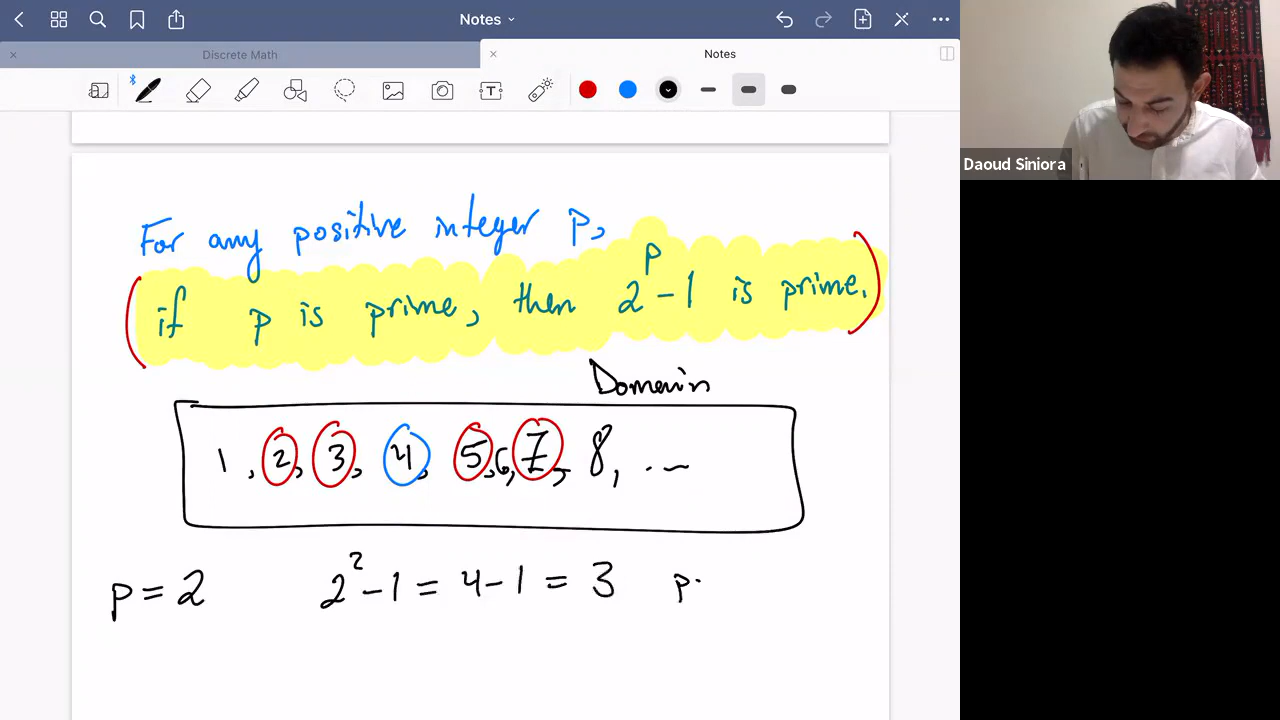 Notes
Discrete Math
Notes
T
Daoud Siniora
For any positive integer p,
(if p is prime, then 2^p - 1 is prime.)
Domain
1, 2, 3, 4, 5, 6, 7, 8, ...
p = 2 2^2 - 1 = 4 - 1 = 3 p